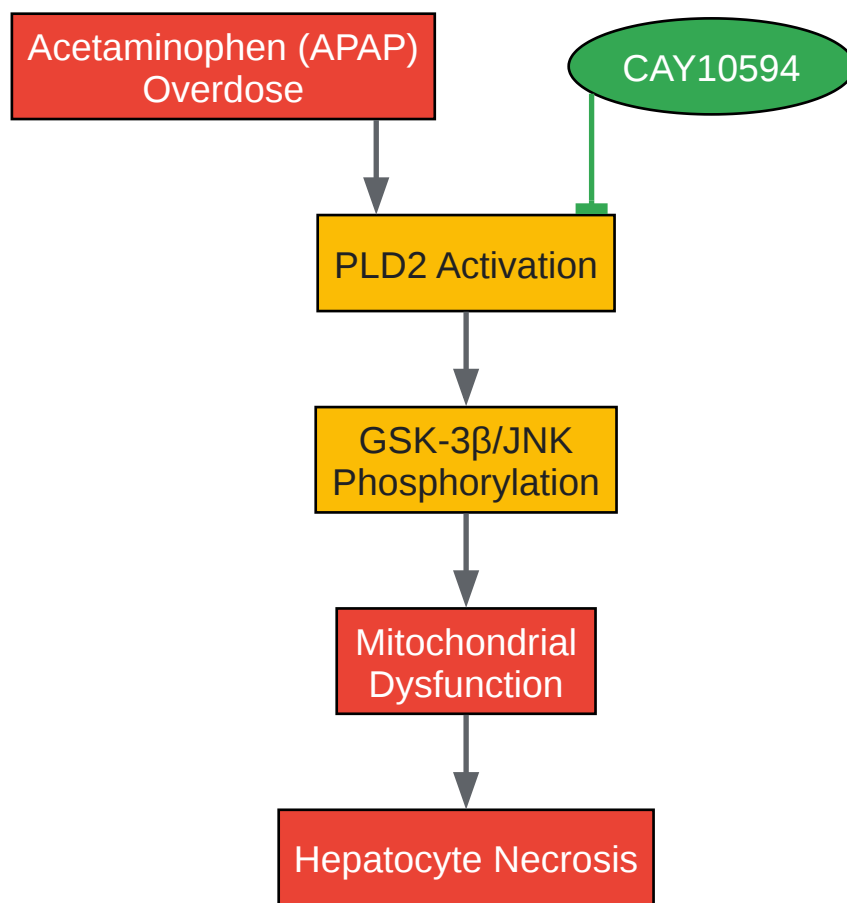 Acetaminophen (APAP)
Overdose
CAY10594
PLD2 Activation
GSK-3β/JNK
Phosphorylation
Mitochondrial
Dysfunction
Hepatocyte Necrosis